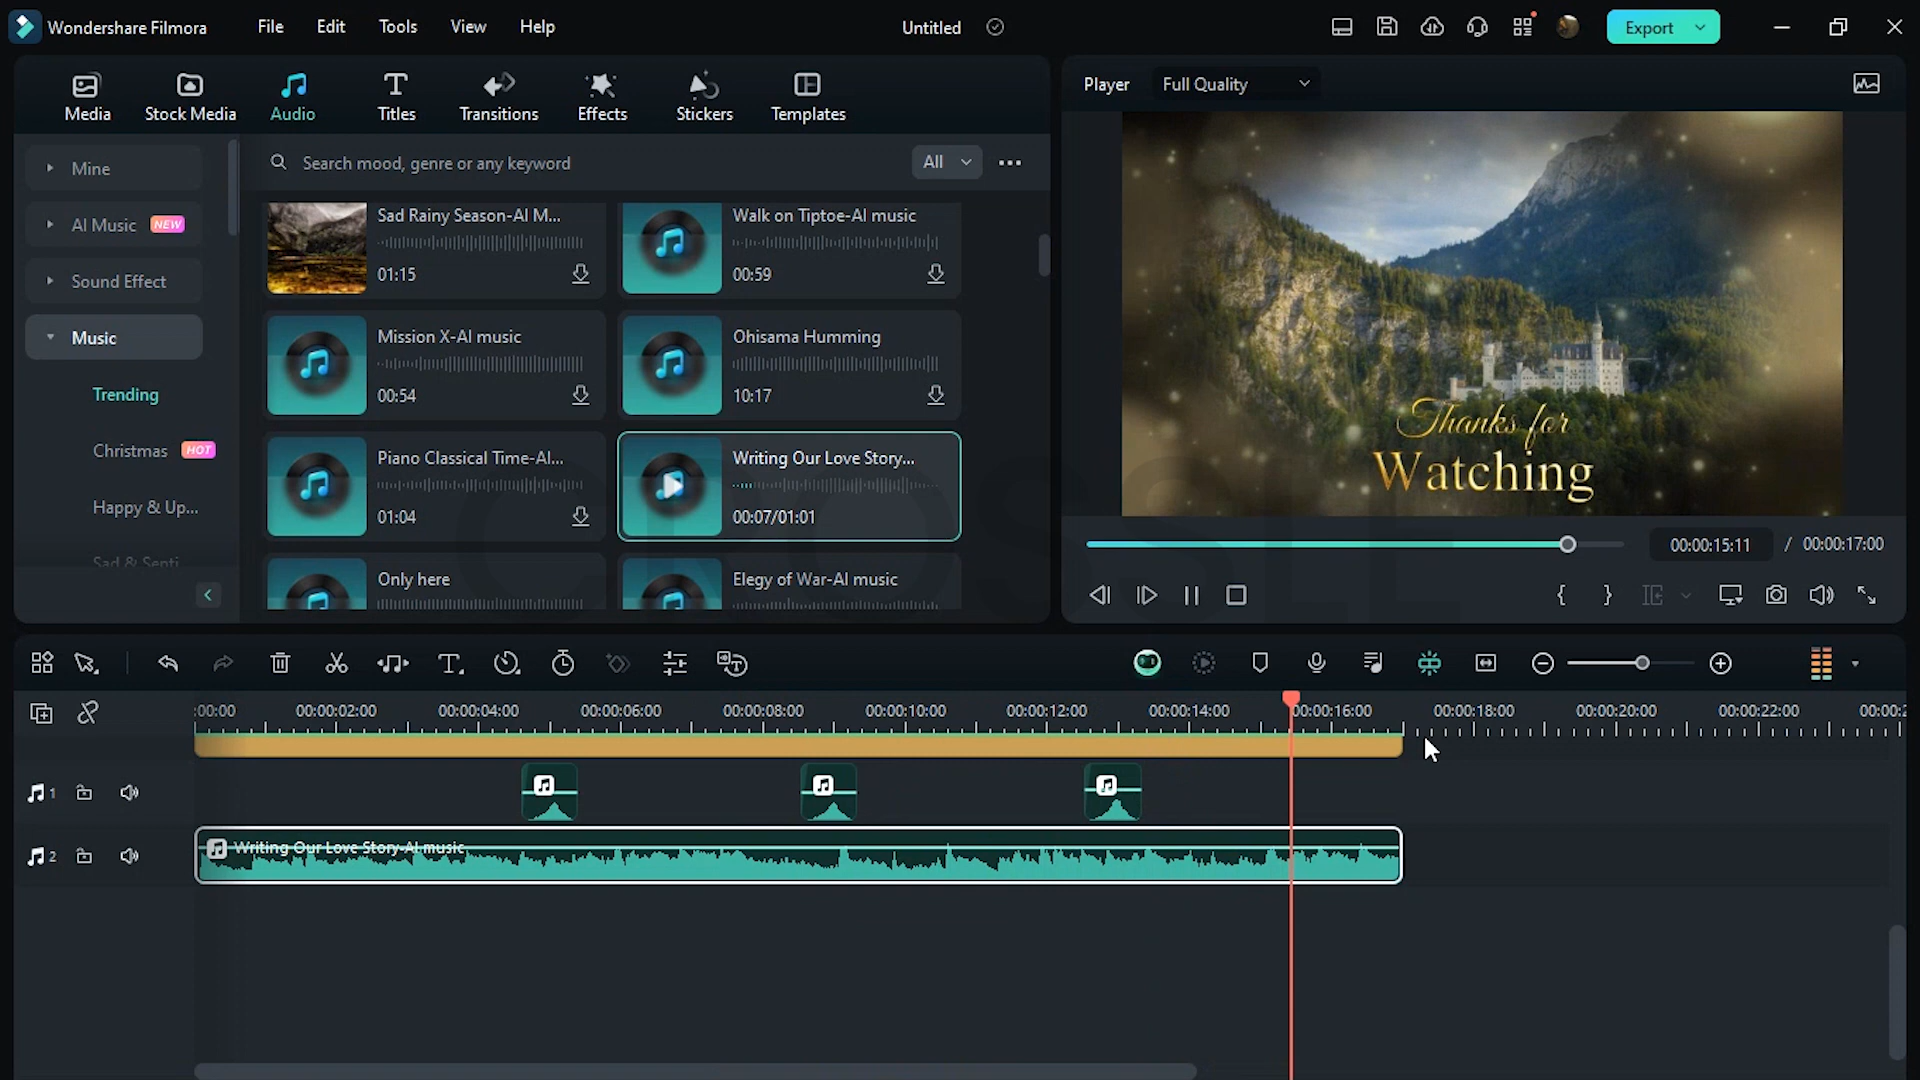 Wondershare Filmora
File
Edit
Tools
View
Help
Untitled
Export
Media
Stock Media
Audio
Titles
Transitions
Effects
Stickers
Templates
Player
Full Quality
Mine
AI Music NEW
Sound Effect
Music
Trending
Christmas HOT
Happy & Up...
Sad & Senti
Search mood, genre or any keyword
All
Sad Rainy Season-AI M...
01:15
Walk on Tiptoe-AI music
00:59
Mission X-AI music
00:54
Ohisama Humming
10:17
Piano Classical Time-AI...
01:04
Writing Our Love Story...
00:07/01:01
Only here
Elegy of War-AI music
Thanks for
Watching
00:00:15:11 / 00:00:17:00
:00:00
00:00:02:00
00:00:04:00
00:00:06:00
00:00:08:00
00:00:10:00
00:00:12:00
00:00:14:00
00:00:16:00
00:00:18:00
00:00:20:00
00:00:22:00
00:00:2
1
2
Writing Our Love Story-AI music